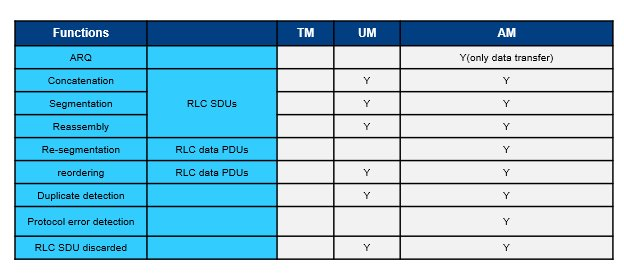 Functions TM UM AM
ARQ Y(only data transfer)
Concatenation Y Y
Segmentation RLC SDUs Y Y
Reassembly Y Y
Re-segmentation RLC data PDUs Y
reordering RLC data PDUs Y Y
Duplicate detection Y Y
Protocol error detection Y
RLC SDU discarded Y Y